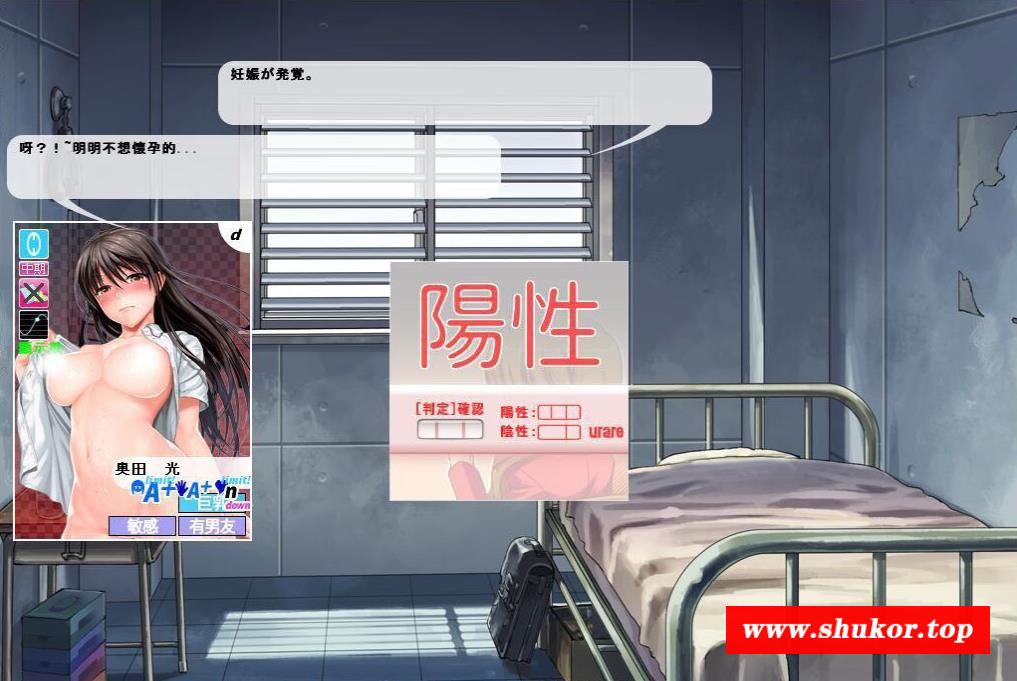 妊娠が発覚。
呀？！~明明不想懷孕的...
d
中期
陽性
[判定]確認
陽性:
陰性:
urare
奥田 光
limit! limit!
A+ A+ n
巨乳 down
敏感 有男友
www.shukor.top